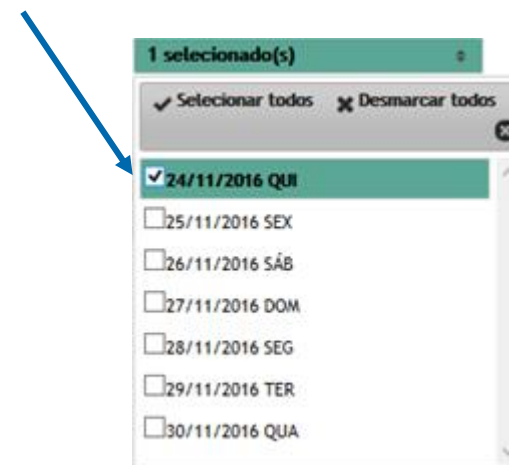 1 selecionado(s)
Selecionar todos Desmarcar todos
24/11/2016 QUI
25/11/2016 SEX
26/11/2016 SÁB
27/11/2016 DOM
28/11/2016 SEG
29/11/2016 TER
30/11/2016 QUA